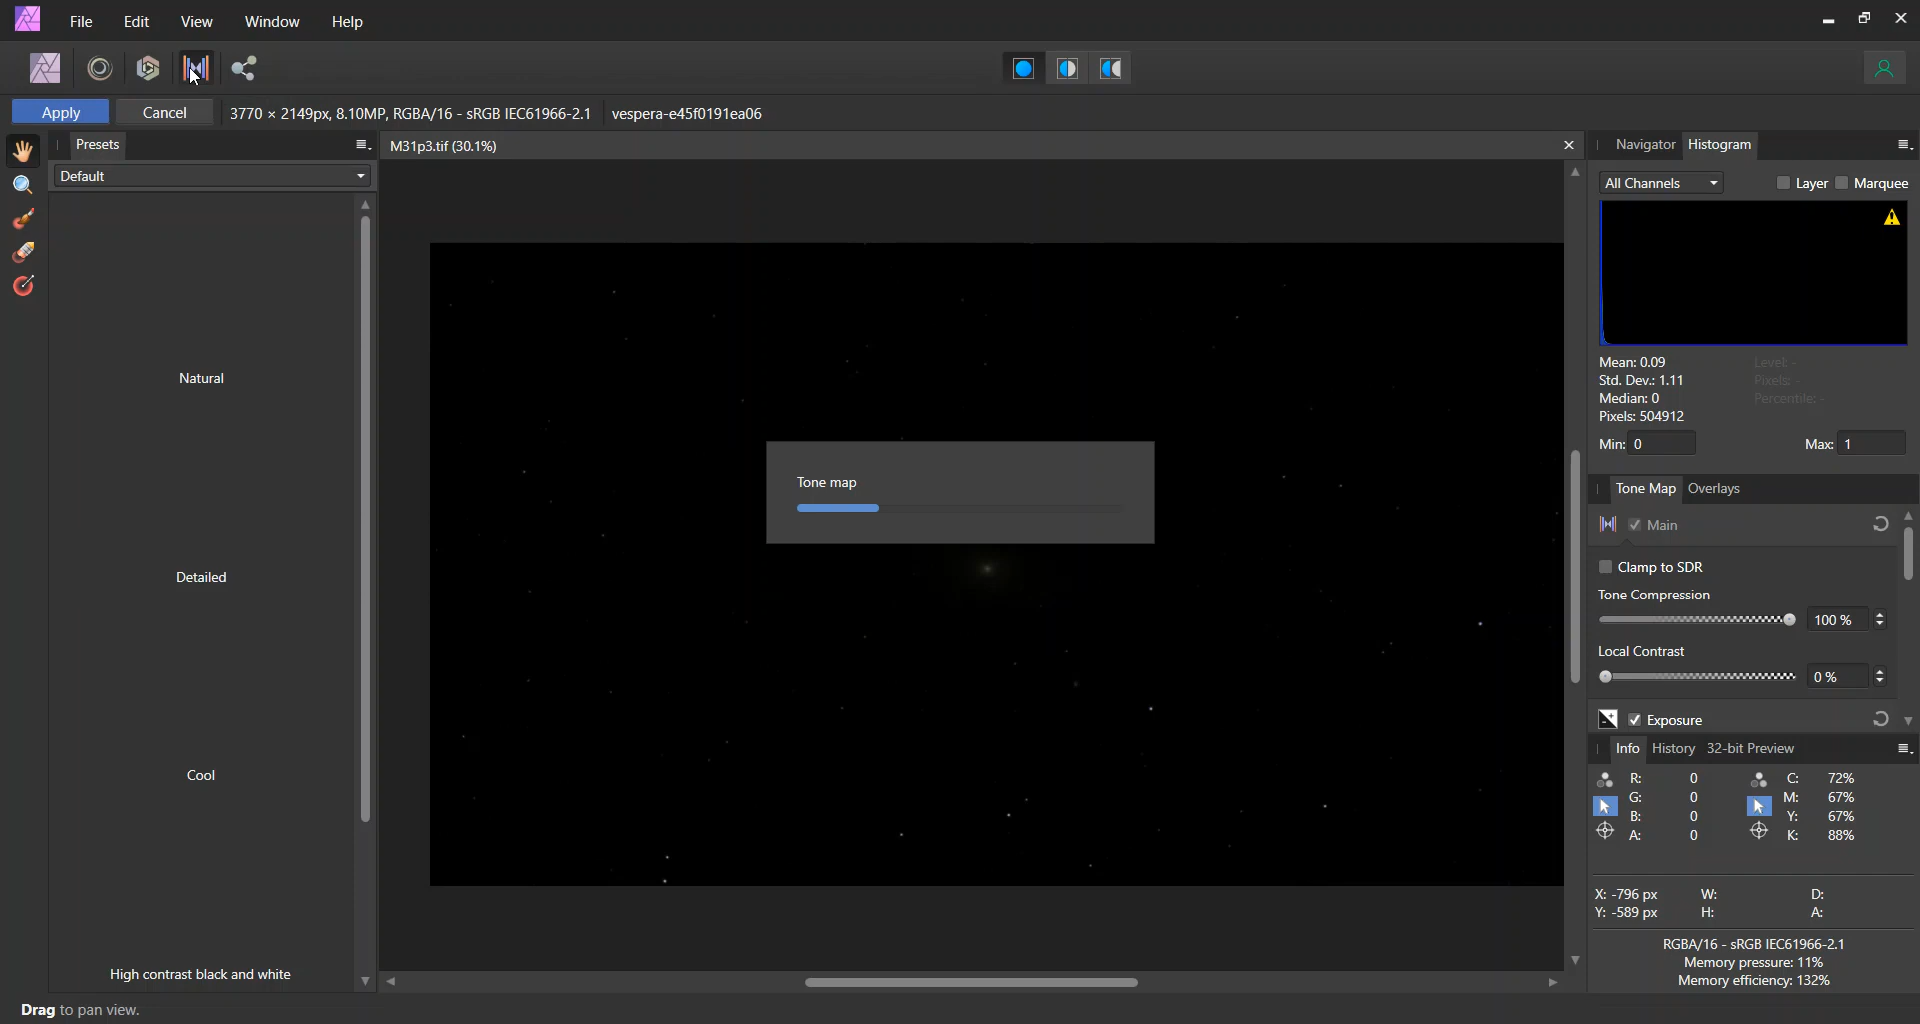 File Edit View Window Help
Apply Cancel 3770 × 2149px, 8.10MP, RGBA/16 - sRGB IEC61966-2.1 vespera-e45f0191ea06
Presets
Default
Natural
Detailed
Cool
High contrast black and white
M31p3.tif (30.1%)
Tone map
Navigator Histogram
All Channels Layer Marquee
Mean: 0.09 Level: -
Std. Dev.: 1.11 Pixels: -
Median: 0 Percentile: -
Pixels: 504912
Min: 0 Max: 1
Tone Map Overlays
Main
Clamp to SDR
Tone Compression
100 %
Local Contrast
0 %
Exposure
Info History 32-bit Preview
R: 0 C: 72%
G: 0 M: 67%
B: 0 Y: 67%
A: 0 K: 88%
X: -796 px W: D:
Y: -589 px H: A:
RGBA/16 - sRGB IEC61966-2.1
Memory pressure: 11%
Memory efficiency: 132%
Drag to pan view.